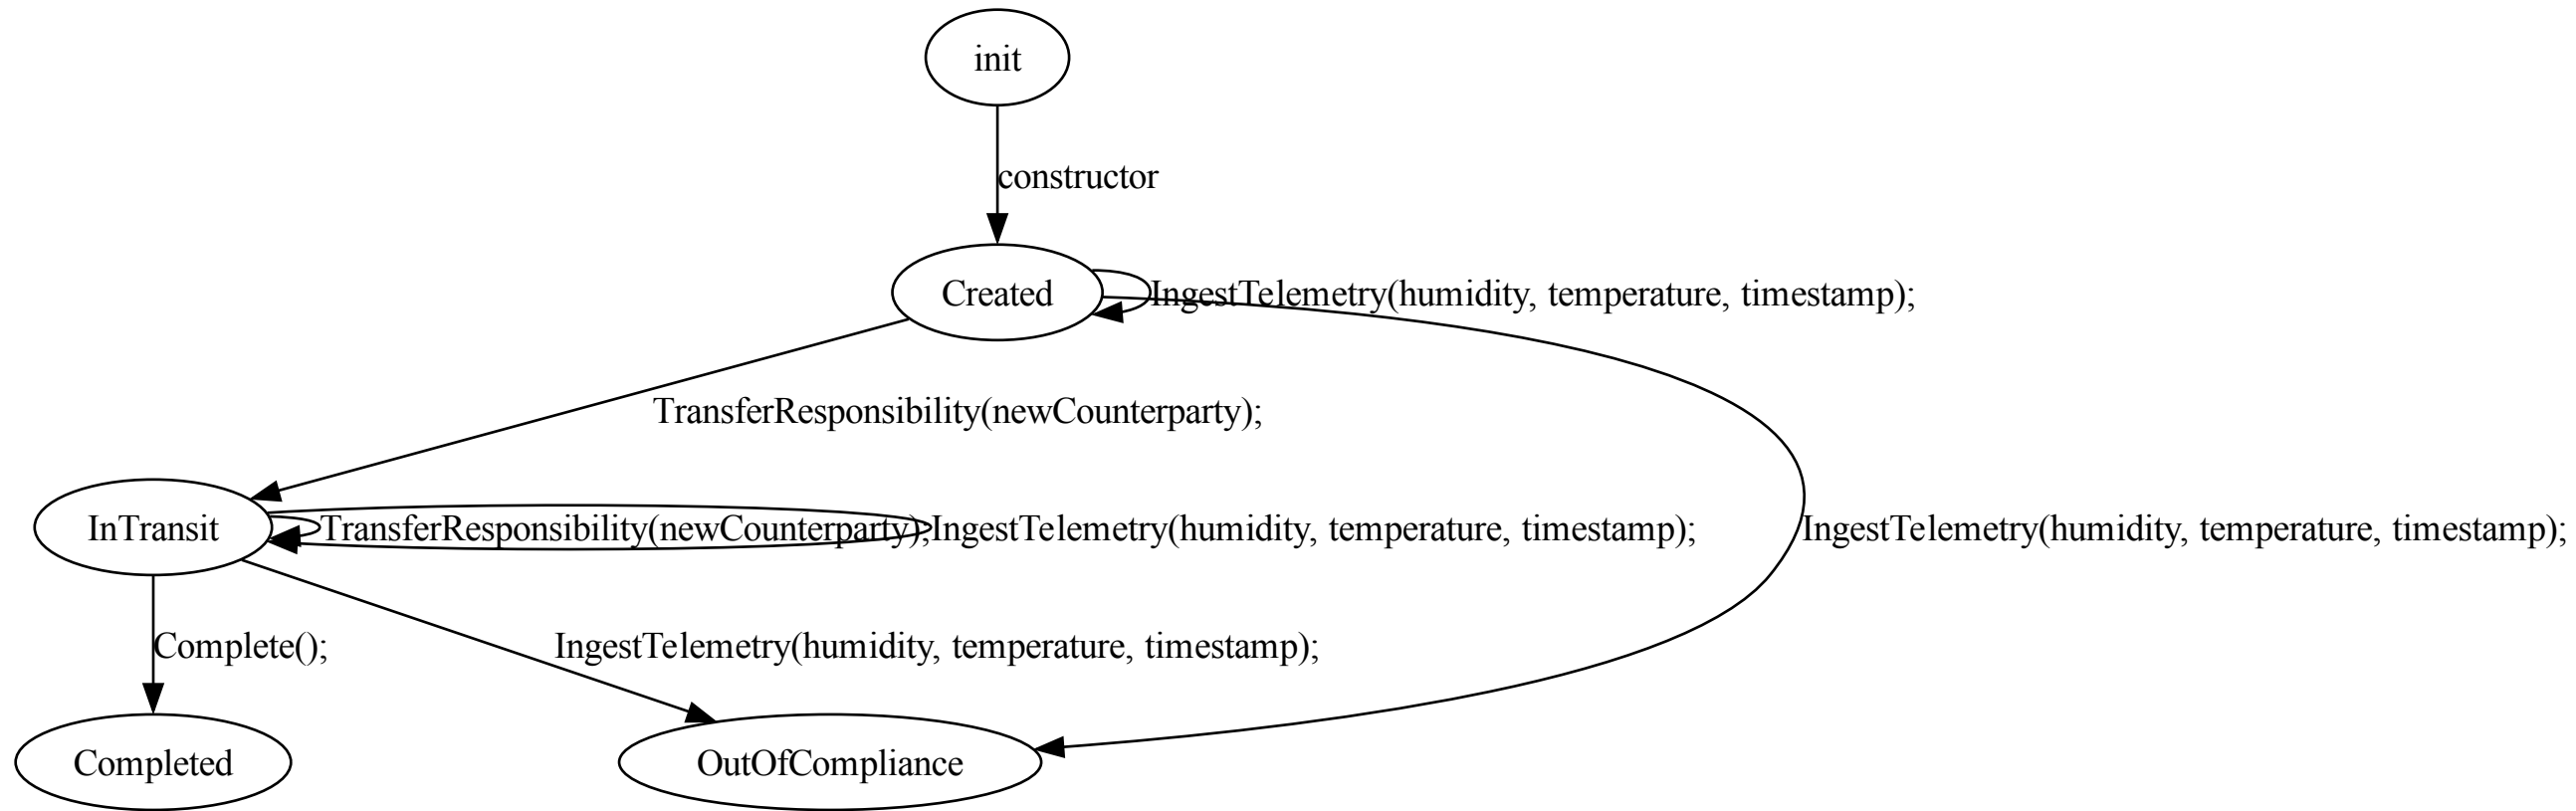 init
constructor
Created
IngestTelemetry(humidity, temperature, timestamp);
TransferResponsibility(newCounterparty);
InTransit
TransferResponsibility(newCounterparty);
IngestTelemetry(humidity, temperature, timestamp);
IngestTelemetry(humidity, temperature, timestamp);
Complete();
IngestTelemetry(humidity, temperature, timestamp);
Completed
OutOfCompliance